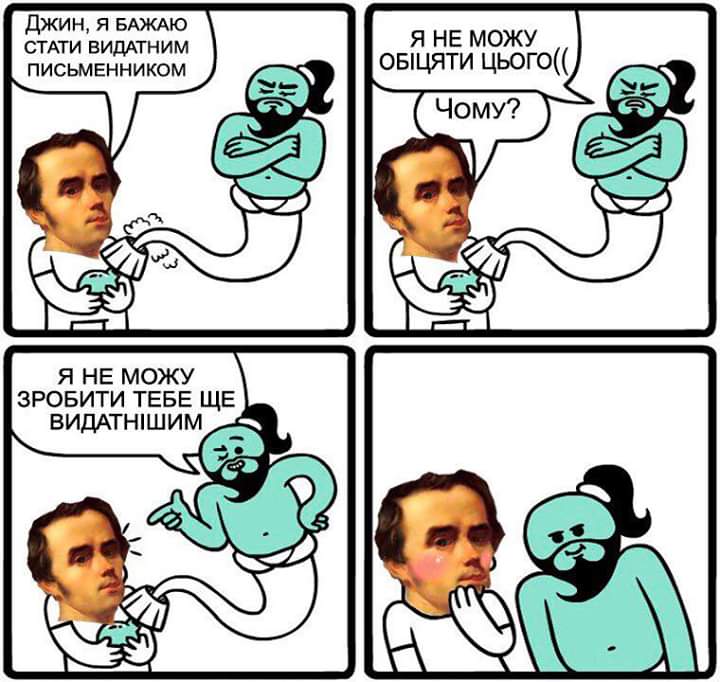 Джин, я бажаю
стати видатним
письменником
Я НЕ МОЖУ
ОБІЦЯТИ ЦЬОГО((
Чому?
Я НЕ МОЖУ
ЗРОБИТИ ТЕБЕ ЩЕ
ВИДАТНІШИМ